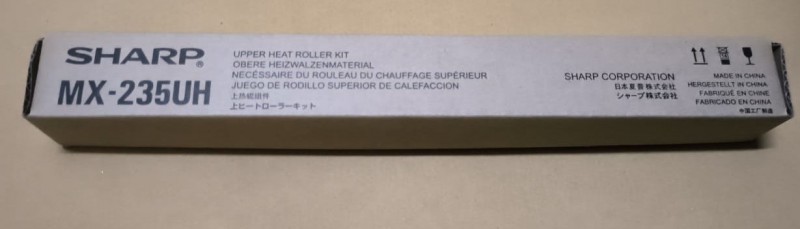 SHARP®
MX-235UH
UPPER HEAT ROLLER KIT
OBERE HEIZWALZENMATERIAL
NÉCESSAIRE DU ROULEAU DU CHAUFFAGE SUPÉRIEUR
JUEGO DE RODILLO SUPERIOR DE CALEFACCION
上热辊组件
上ヒートローラーキット
SHARP CORPORATION
日本夏普株式会社
シャープ株式会社
MADE IN CHINA
HERGESTELLT IN CHINA
FABRIQUÉ EN CHINE
FABRICADO EN CHINA
中国工厂制造